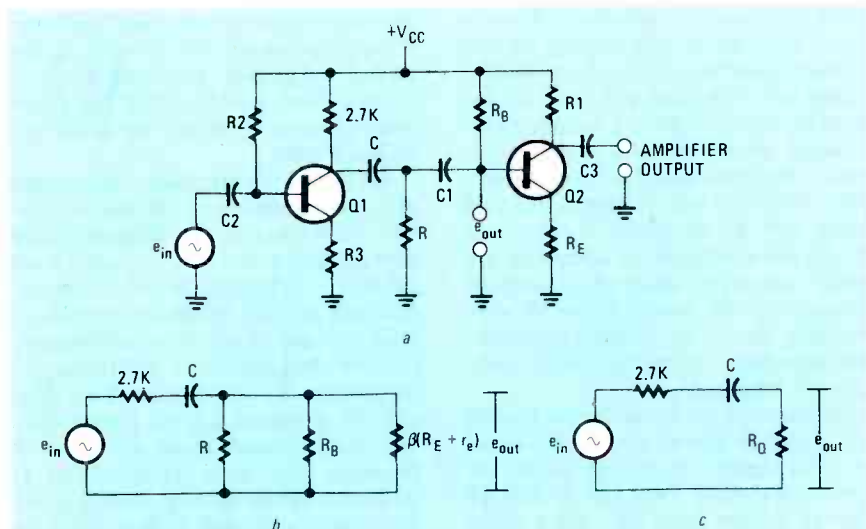 +VCC
R2
2.7K
C
RB
R1
C2
Q1
R
C1
eout
Q2
C3
AMPLIFIER
OUTPUT
ein
R3
RE
a
2.7K
C
ein
R
RB
β(RE + re)
eout
b
2.7K
C
ein
RQ
eout
c